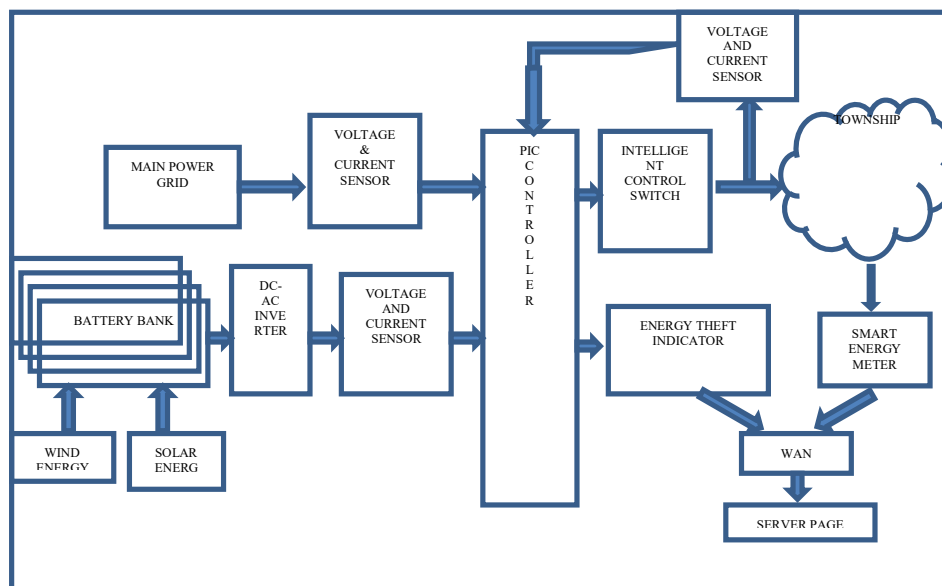 VOLTAGE
AND
CURRENT
SENSOR
TOWNSHIP
MAIN POWER
GRID
VOLTAGE
&
CURRENT
SENSOR
PIC
C
O
N
T
R
O
L
L
E
R
INTELLIGE
NT
CONTROL
SWITCH
BATTERY BANK
DC-
AC
INVE
RTER
VOLTAGE
AND
CURRENT
SENSOR
ENERGY THEFT
INDICATOR
SMART
ENERGY
METER
WIND
ENERGY
SOLAR
ENERG
WAN
SERVER PAGE